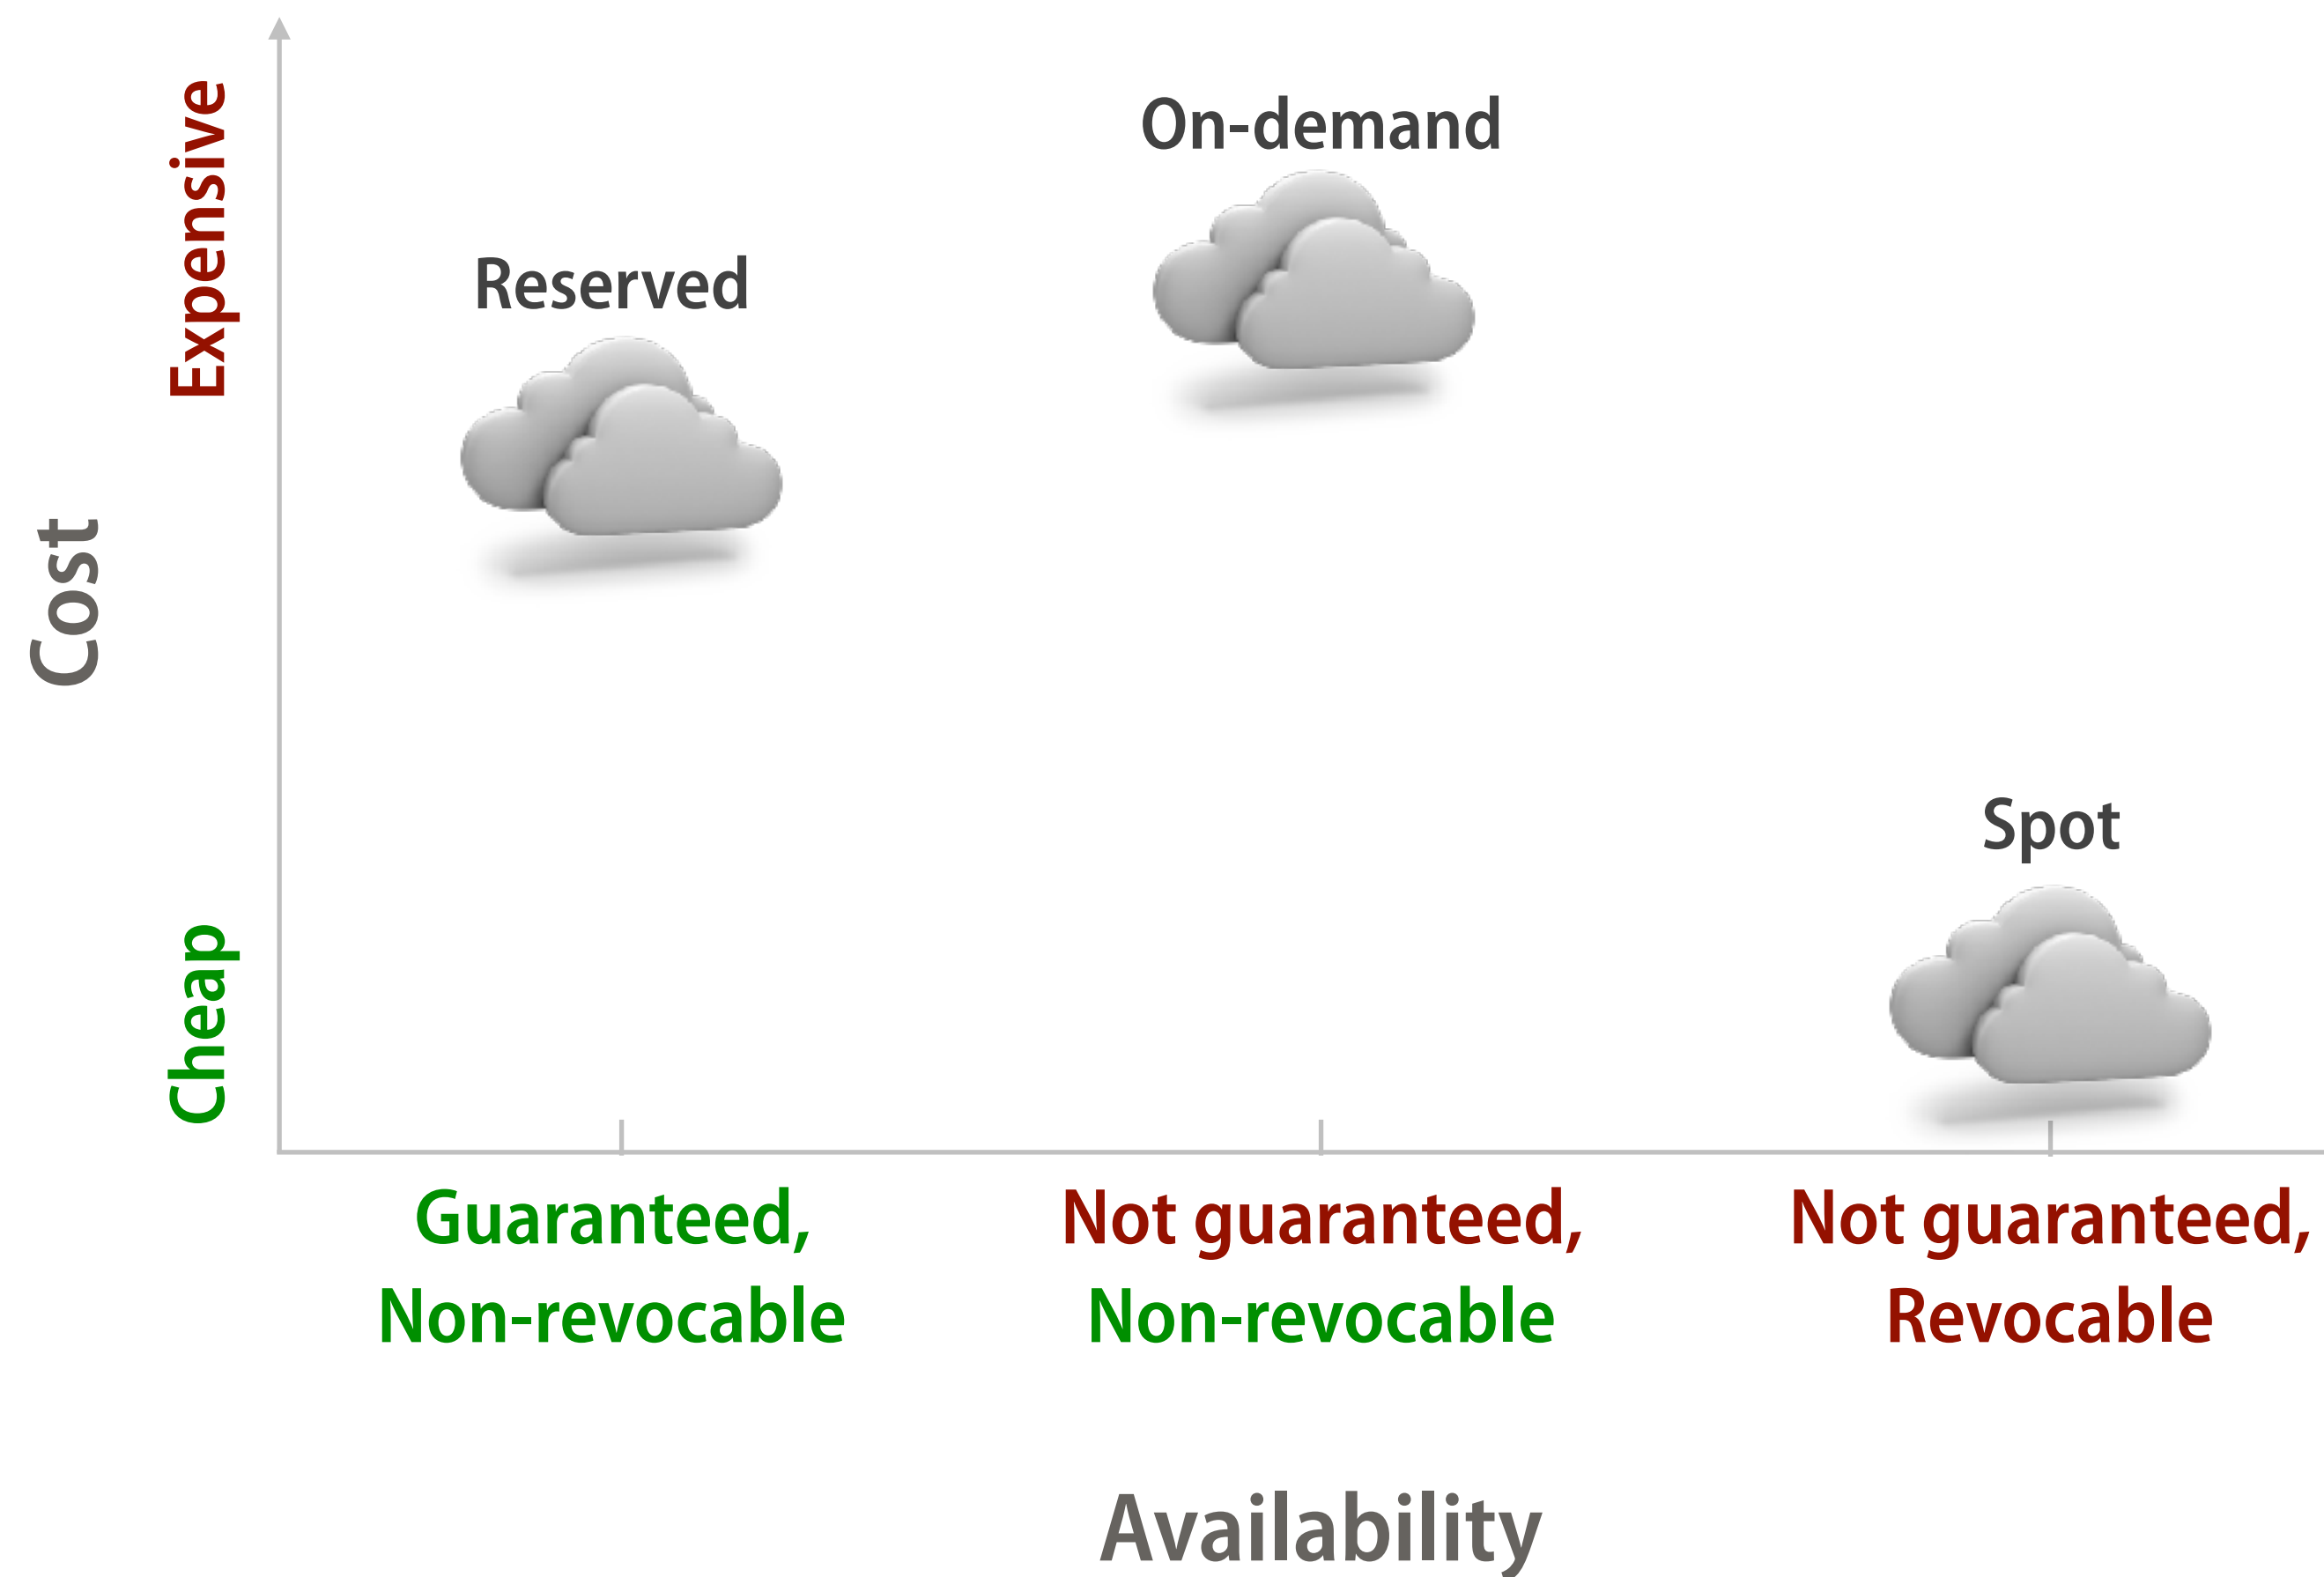 On-demand
Reserved
Expensive
Cost
Spot
Cheap
Guaranteed,
Non-revocable
Not guaranteed,
Non-revocable
Not guaranteed,
Revocable
Availability